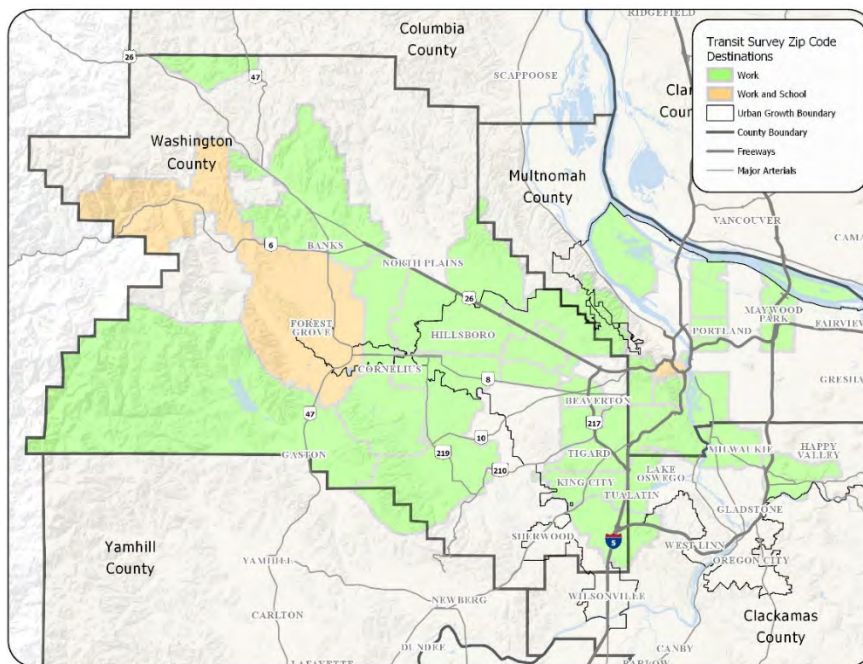 RIDGEFIELD
Columbia
County
26
47
SCAPPOOSE
Transit Survey Zip Code
Destinations
Work
Work and School
Urban Growth Boundary
County Boundary
Freeways
Major Arterials
Washington
County
Multnomah
County
VANCOUVER
6
BANKS
NORTH PLAINS
26
MAYWOOD
PARK
PORTLAND
FAIRVIEW
FOREST
GROVE
HILLSBORO
CORNELIUS
8
BEAVERTON
GRESHA
47
217
10
219
210
GASTON
TIGARD
MILWAUKIE
HAPPY
VALLEY
KING CITY
LAKE
OSWEGO
TUALATIN
GLADSTONE
5
SHERWOOD
WEST LINN
OREGON CITY
Yamhill
County
YAMHILL
WILSONVILLE
NEWBERG
CARLTON
Clackamas
County
DUNDEE
CANBY